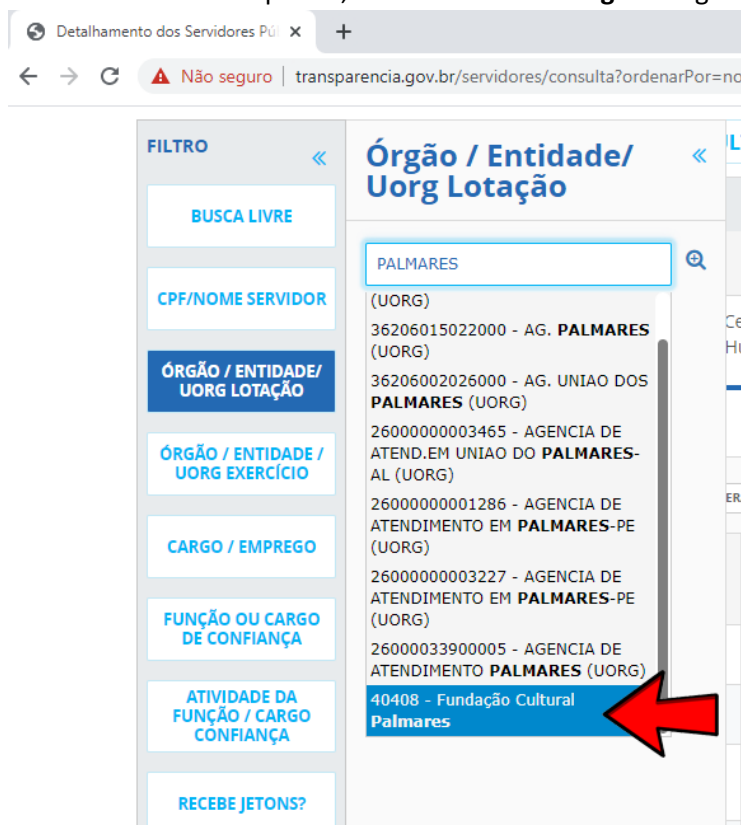 Detalhamento dos Servidores Púl
Não seguro | transparencia.gov.br/servidores/consulta?ordenarPor=no
FILTRO
BUSCA LIVRE
CPF/NOME SERVIDOR
ÓRGÃO / ENTIDADE/
UORG LOTAÇÃO
ÓRGÃO / ENTIDADE /
UORG EXERCÍCIO
CARGO / EMPREGO
FUNÇÃO OU CARGO
DE CONFIANÇA
ATIVIDADE DA
FUNÇÃO / CARGO
CONFIANÇA
RECEBE JETONS?
Órgão / Entidade/
Uorg Lotação
PALMARES
(UORG)
36206015022000 - AG. PALMARES
(UORG)
36206002026000 - AG. UNIAO DOS
PALMARES (UORG)
26000000003465 - AGENCIA DE
ATEND.EM UNIAO DO PALMARES-
AL (UORG)
26000000001286 - AGENCIA DE
ATENDIMENTO EM PALMARES-PE
(UORG)
26000000003227 - AGENCIA DE
ATENDIMENTO EM PALMARES-PE
(UORG)
26000033900005 - AGENCIA DE
ATENDIMENTO PALMARES (UORG)
40408 - Fundação Cultural
Palmares